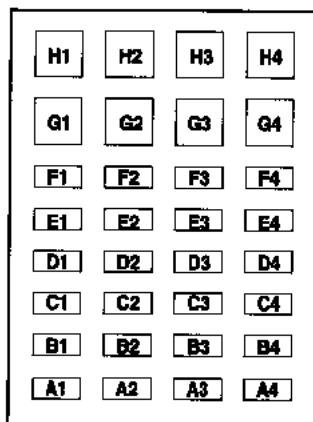 H1 H2 H3 H4
G1 G2 G3 G4
F1 F2 F3 F4
E1 E2 E3 E4
D1 D2 D3 D4
C1 C2 C3 C4
B1 B2 B3 B4
A1 A2 A3 A4